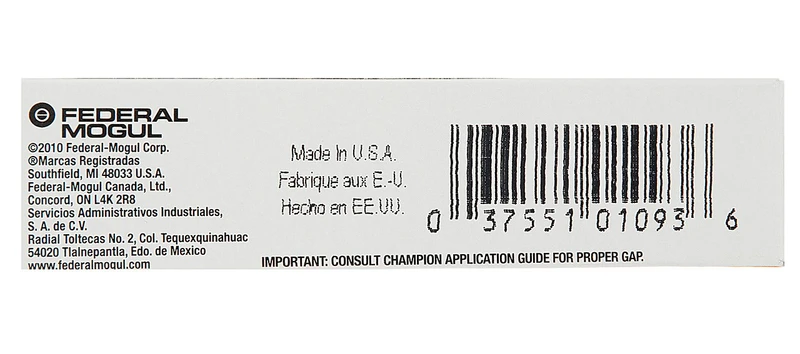 FEDERAL
MOGUL
©2010 Federal-Mogul Corp.
®Marcas Registradas
Southfield, MI 48033 U.S.A.
Federal-Mogul Canada, Ltd.,
Concord, ON L4K 2R8
Servicios Administrativos Industriales,
S. A. de C.V.
Radial Toltecas No. 2, Col. Tequexquinahuac
54020 Tlalnepantla, Edo. de Mexico
www.federalmogul.com
Made In U.S.A.
Fabrique aux E.-U.
Hecho en EE.UU.
0 37551 01093 6
IMPORTANT: CONSULT CHAMPION APPLICATION GUIDE FOR PROPER GAP.